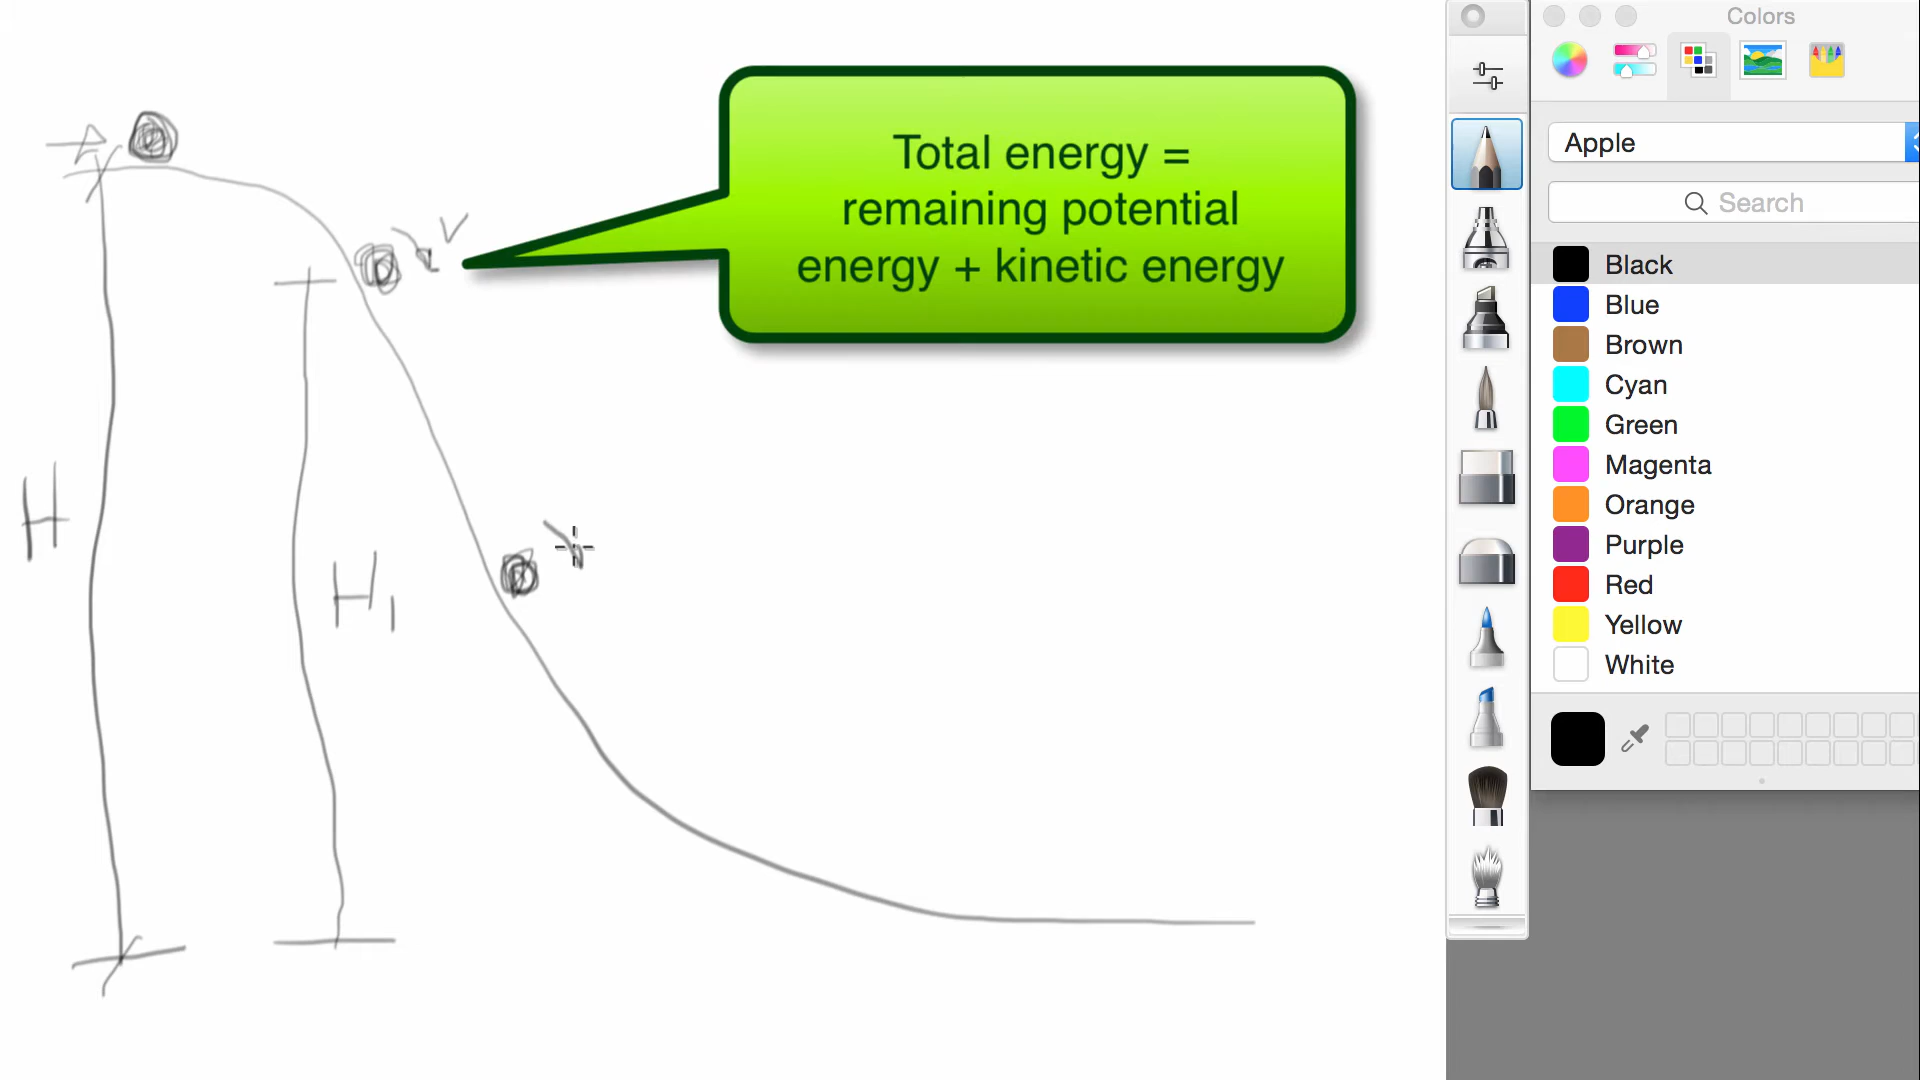 Total energy =
remaining potential
energy + kinetic energy
V
H
H1
Colors
Apple
Search
Black
Blue
Brown
Cyan
Green
Magenta
Orange
Purple
Red
Yellow
White